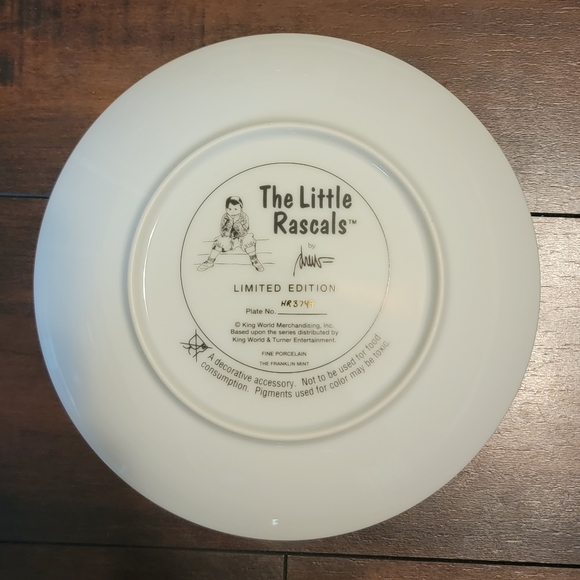 The Little
Rascals™
by
LIMITED EDITION
Plate No.
© King World Merchandising, Inc.
Based upon the series distributed by
King World & Turner Entertainment.
FINE PORCELAIN
THE FRANKLIN MINT
A decorative accessory. Not to be used for food
consumption. Pigments used for color may be toxic.